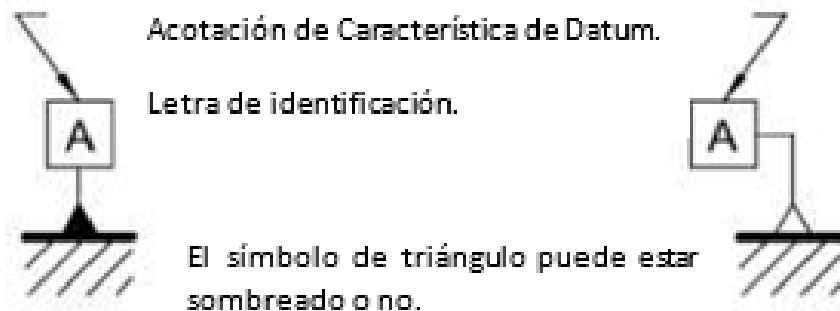 Acotación de Característica de Datum.
Letra de identificación.
A
A
El símbolo de triángulo puede estar
sombreado o no.